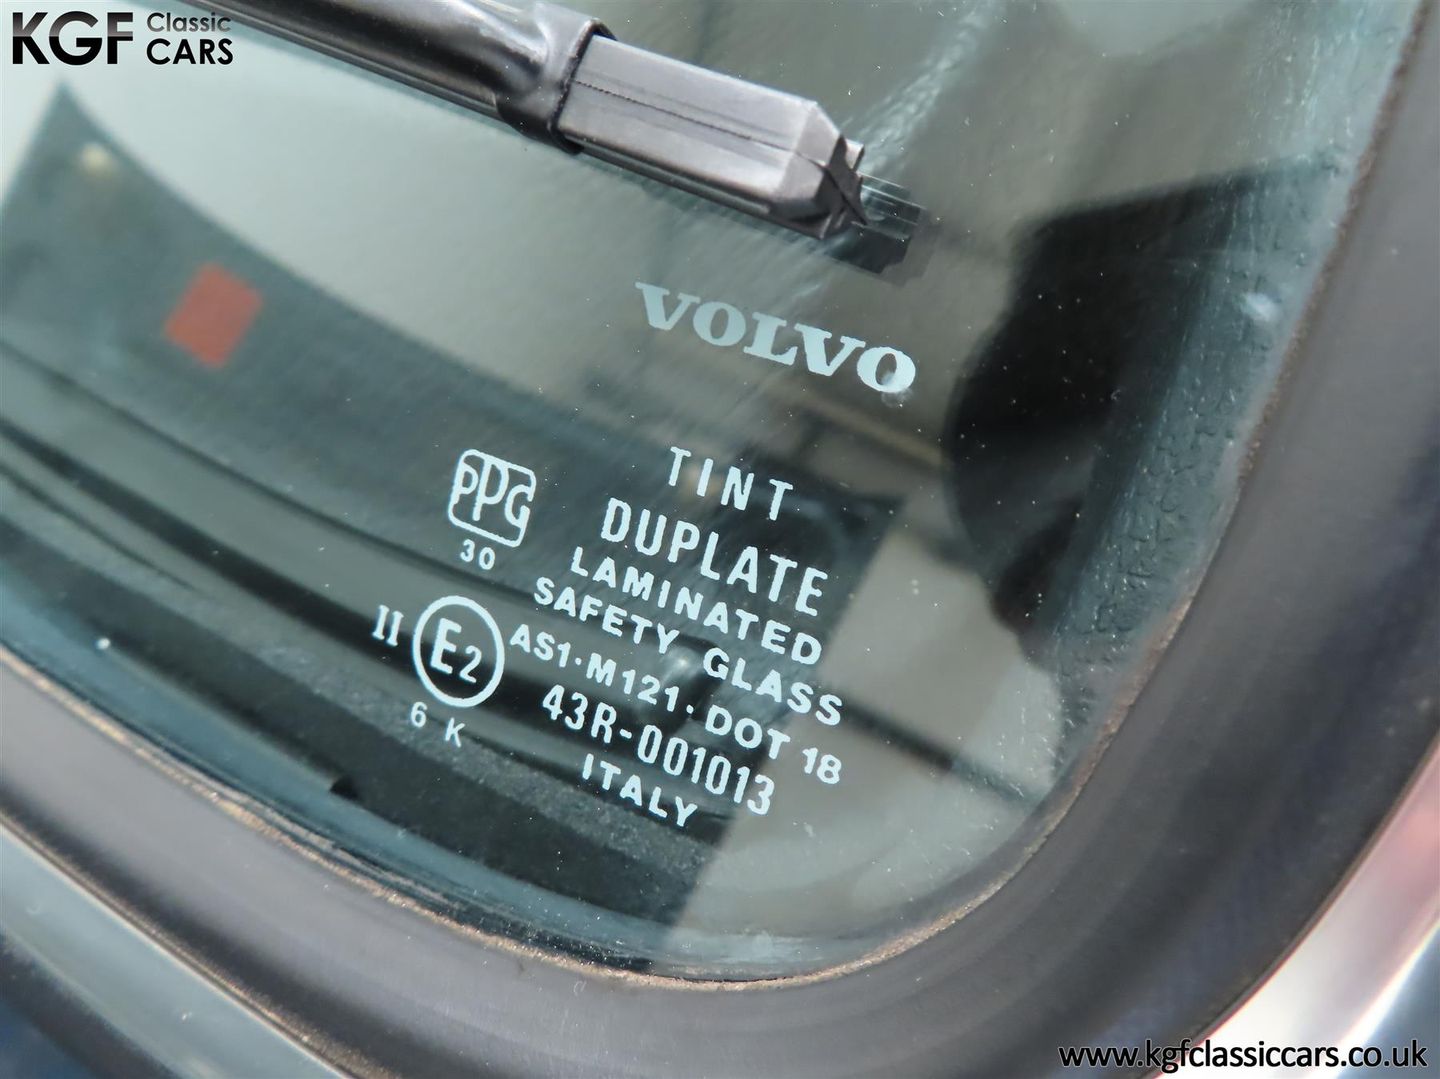 KGF Classic CARS
VOLVO
TINT
DUPLATE
LAMINATED
SAFETY GLASS
AS1·M121·DOT 18
43R-001013
ITALY
PPG
30
II E2
6 K
www.kgfclassiccars.co.uk